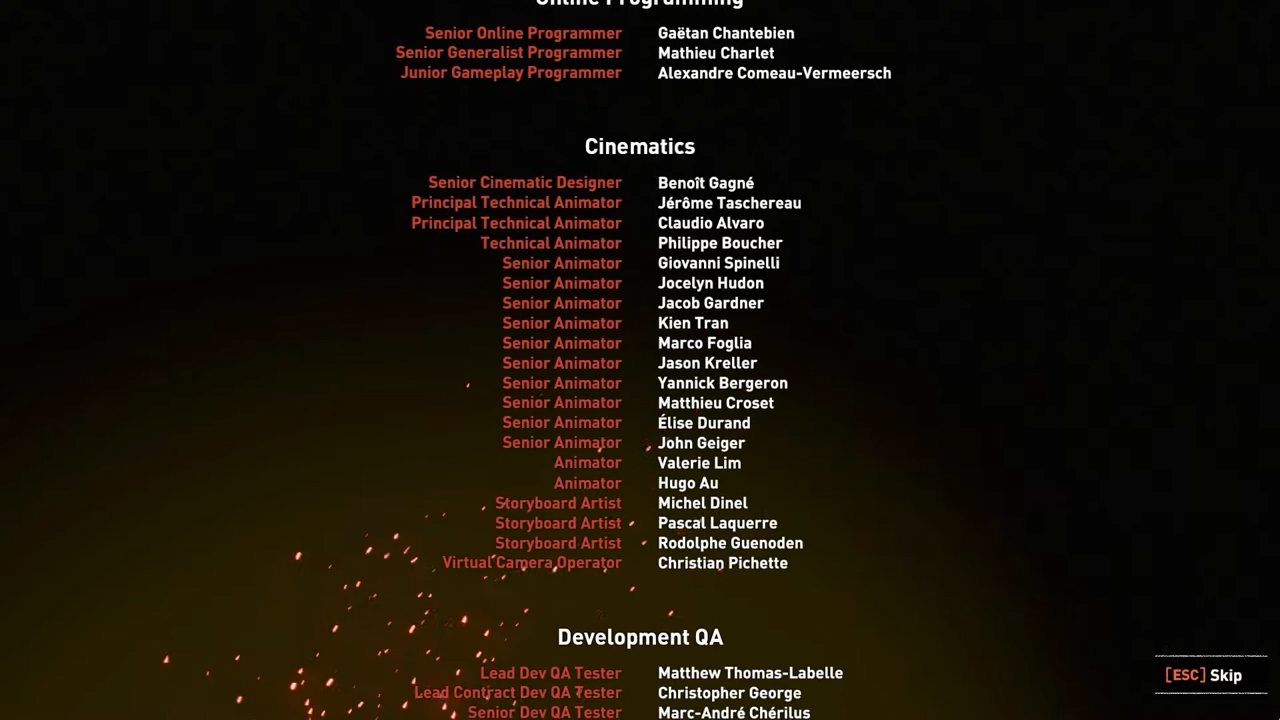 Online Programming
Senior Online Programmer Gaëtan Chantebien
Senior Generalist Programmer Mathieu Charlet
Junior Gameplay Programmer Alexandre Comeau-Vermeersch
Cinematics
Senior Cinematic Designer Benoît Gagné
Principal Technical Animator Jérôme Taschereau
Principal Technical Animator Claudio Alvaro
Technical Animator Philippe Boucher
Senior Animator Giovanni Spinelli
Senior Animator Jocelyn Hudon
Senior Animator Jacob Gardner
Senior Animator Kien Tran
Senior Animator Marco Foglia
Senior Animator Jason Kreller
Senior Animator Yannick Bergeron
Senior Animator Matthieu Croset
Senior Animator Élise Durand
Senior Animator John Geiger
Animator Valerie Lim
Animator Hugo Au
Storyboard Artist Michel Dinel
Storyboard Artist Pascal Laquerre
Storyboard Artist Rodolphe Guenoden
Virtual Camera Operator Christian Pichette
Development QA
Lead Dev QA Tester Matthew Thomas-Labelle
Lead Contract Dev QA Tester Christopher George
Senior Dev QA Tester Marc-André Chérilus
[ESC] Skip